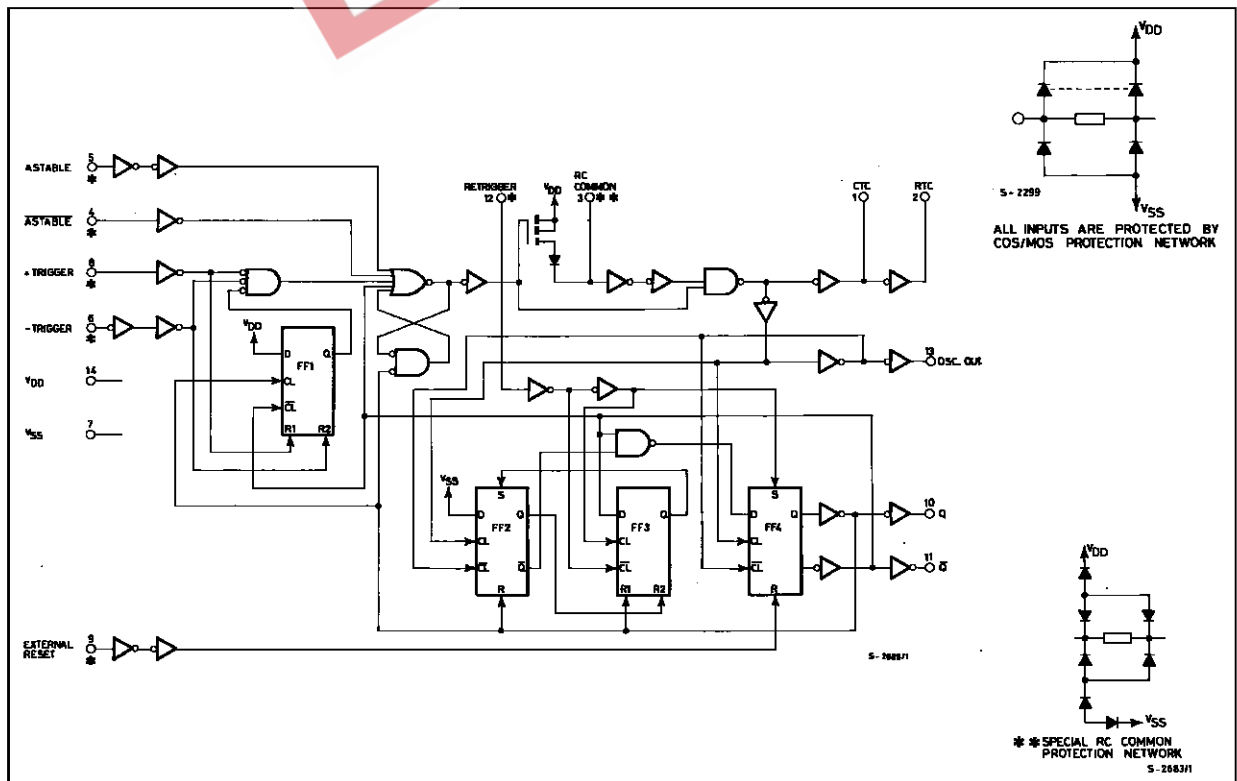 ASTABLE
5
*
ASTABLE
4
*
+TRIGGER
8
*
-TRIGGER
6
*
VDD
14
VSS
7
EXTERNAL
RESET
9
*
RETRIGGER
12 *
VDD
RC
COMMON
3 * *
CTC
1
RTC
2
13
OSC. OUT
VDD
D
Q
FF1
CL
CL
R1
R2
VSS
S
D
Q
FF2
CL
CL
Q
R
D
Q
FF3
CL
CL
R1
R2
S
D
Q
FF4
CL
CL
R
10
Q
11
Q
VDD
S-2299
VSS
ALL INPUTS ARE PROTECTED BY
COS/MOS PROTECTION NETWORK
VDD
VSS
* * SPECIAL RC COMMON
PROTECTION NETWORK
S-2683/1